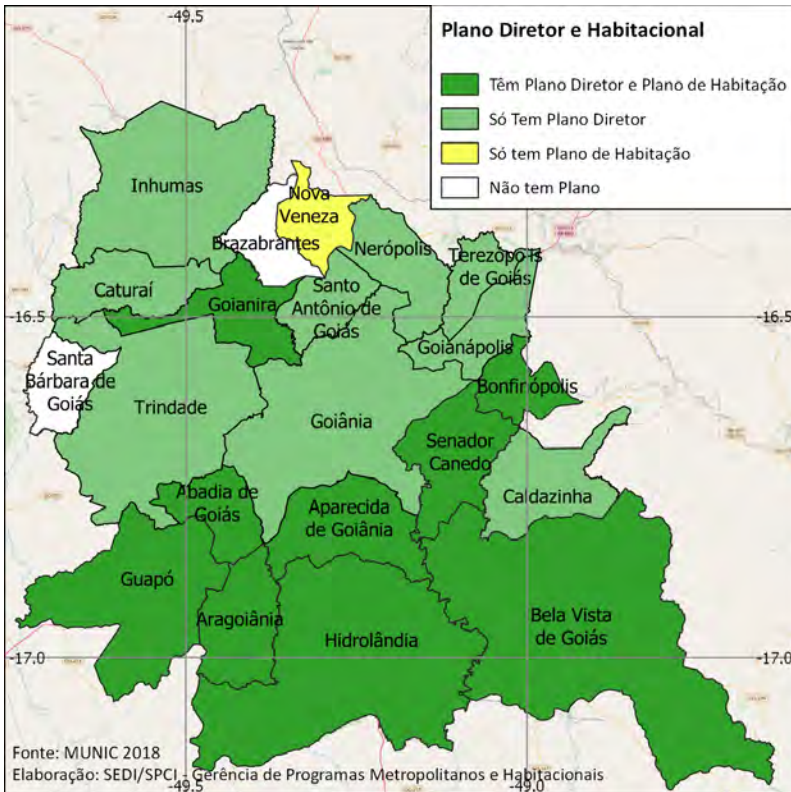 -49.5
Plano Diretor e Habitacional
Têm Plano Diretor e Plano de Habitação
Só Tem Plano Diretor
Só tem Plano de Habitação
Não tem Plano
Inhumas
Nova
Veneza
Brazabrantes
Nerópolis
Terezópolis
de Goiás
Caturaí
Goianira
Santo
Antônio de
Goiás
-16.5
-16.5
Goianápolis
Santa
Bárbara de
Goiás
Bonfinópolis
Trindade
Goiânia
Senador
Canedo
Caldazinha
Abadia de
Goiás
Aparecida
de Goiânia
Guapó
Aragoiânia
Hidrolândia
Bela Vista
de Goiás
-17.0
-17.0
Fonte: MUNIC 2018
Elaboração: SEDI/SPCI - Gerência de Programas Metropolitanos e Habitacionais
-49.5
-49.0